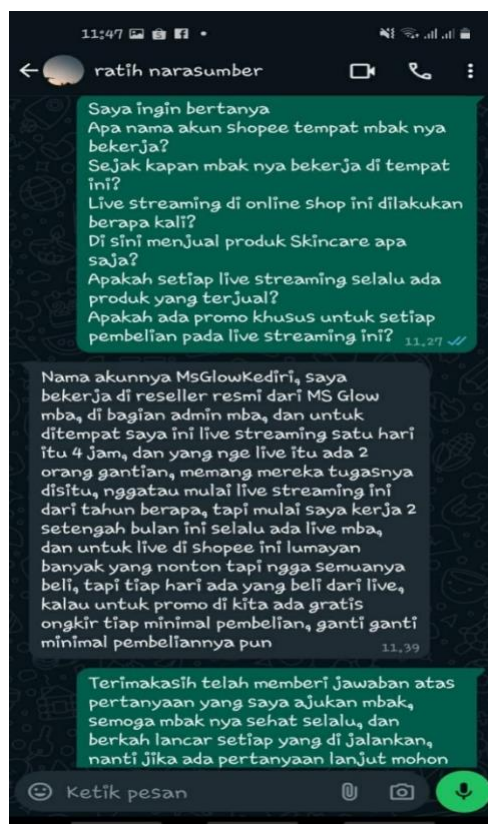 11:47
ratih narasumber
Saya ingin bertanya
Apa nama akun shopee tempat mbak nya
bekerja?
Sejak kapan mbak nya bekerja di tempat
ini?
Live streaming di online shop ini dilakukan
berapa kali?
Di sini menjual produk Skincare apa
saja?
Apakah setiap live streaming selalu ada
produk yang terjual?
Apakah ada promo khusus untuk setiap
pembelian pada live streaming ini? 11.27
Nama akunnya MsGlowKediri, saya
bekerja di reseller resmi dari MS Glow
mba, di bagian admin mba, dan untuk
ditempat saya ini live streaming satu hari
itu 4 jam, dan yang nge live itu ada 2
orang gantian, memang mereka tugasnya
disitu, nggatau mulai live streaming ini
dari tahun berapa, tapi mulai saya kerja 2
setengah bulan ini selalu ada live mba,
dan untuk live di shopee ini lumayan
banyak yang nonton tapi ngga semuanya
beli, tapi tiap hari ada yang beli dari live,
kalau untuk promo di kita ada gratis
ongkir tiap minimal pembelian, ganti ganti
minimal pembeliannya pun 11.39
Terimakasih telah memberi jawaban atas
pertanyaan yang saya ajukan mbak,
semoga mbak nya sehat selalu, dan
berkah lancar setiap yang di jalankan,
nanti jika ada pertanyaan lanjut mohon
Ketik pesan